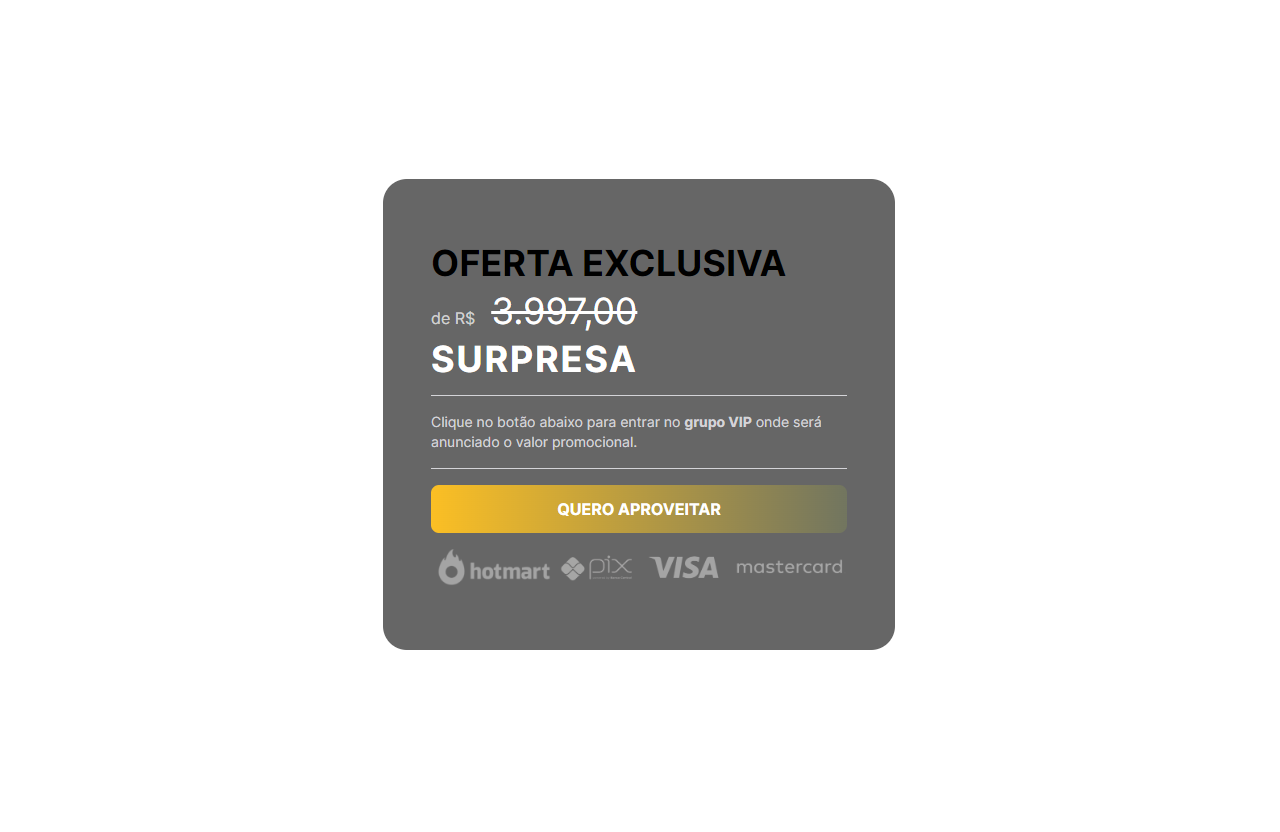 OFERTA EXCLUSIVA
de R$ 3.997,00
SURPRESA
Clique no botão abaixo para entrar no grupo VIP onde será
anunciado o valor promocional.
QUERO APROVEITAR
hotmart pix VISA mastercard